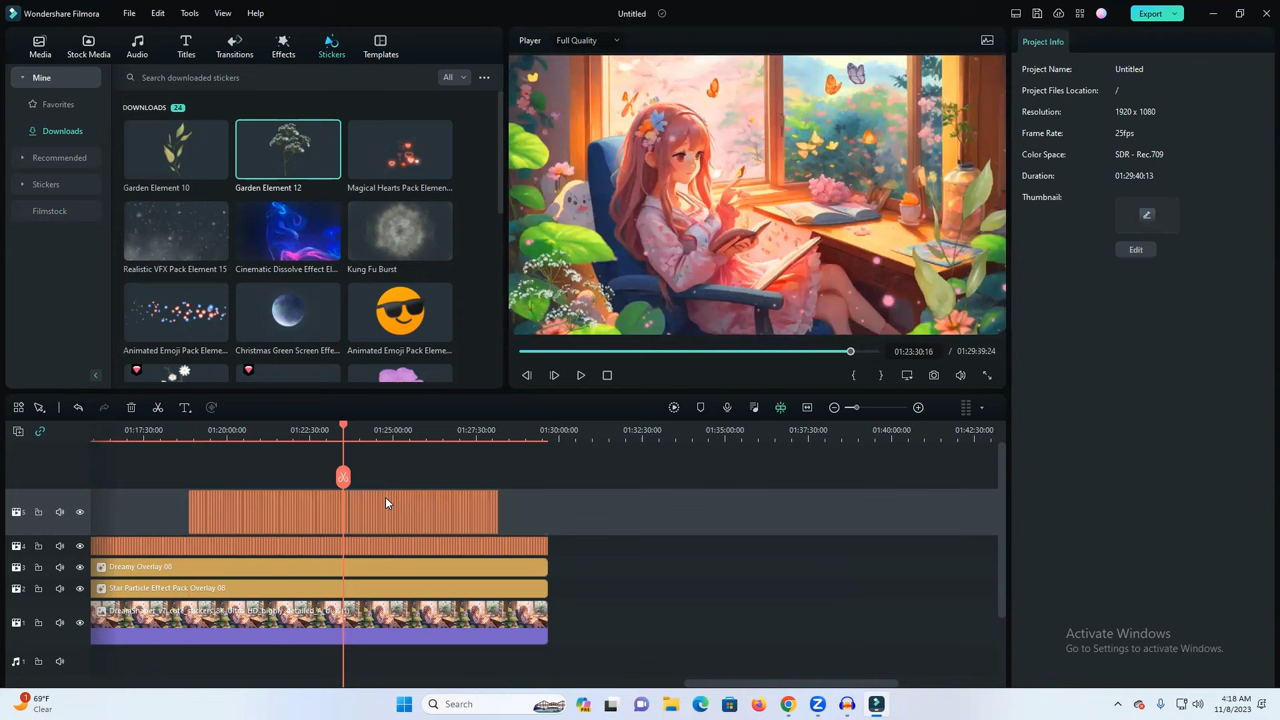 Wondershare Filmora
File
Edit
Tools
View
Help
Untitled
Export
Media
Stock Media
Audio
Titles
Transitions
Effects
Stickers
Templates
Player
Full Quality
Project Info
Mine
Search downloaded stickers
All
Favorites
Downloads
Recommended
Stickers
Filmstock
DOWNLOADS 24
Garden Element 10
Garden Element 12
Magical Hearts Pack Elemen...
Realistic VFX Pack Element 15
Cinematic Dissolve Effect El...
Kung Fu Burst
Animated Emoji Pack Eleme...
Christmas Green Screen Effe...
Animated Emoji Pack Eleme...
Project Name: Untitled
Project Files Location: /
Resolution: 1920 x 1080
Frame Rate: 25fps
Color Space: SDR - Rec.709
Duration: 01:29:40:13
Thumbnail:
Edit
01:23:30:16 / 01:29:39:24
01:17:30:00
01:20:00:00
01:22:30:00
01:25:00:00
01:27:30:00
01:30:00:00
01:32:30:00
01:35:00:00
01:37:30:00
01:40:00:00
01:42:30:00
5
4
3
Dreamy Overlay 08
2
Star Particle Effect Pack Overlay 08
1
1
Activate Windows
Go to Settings to activate Windows.
1
69°F
Clear
Search
4:18 AM
11/8/2023